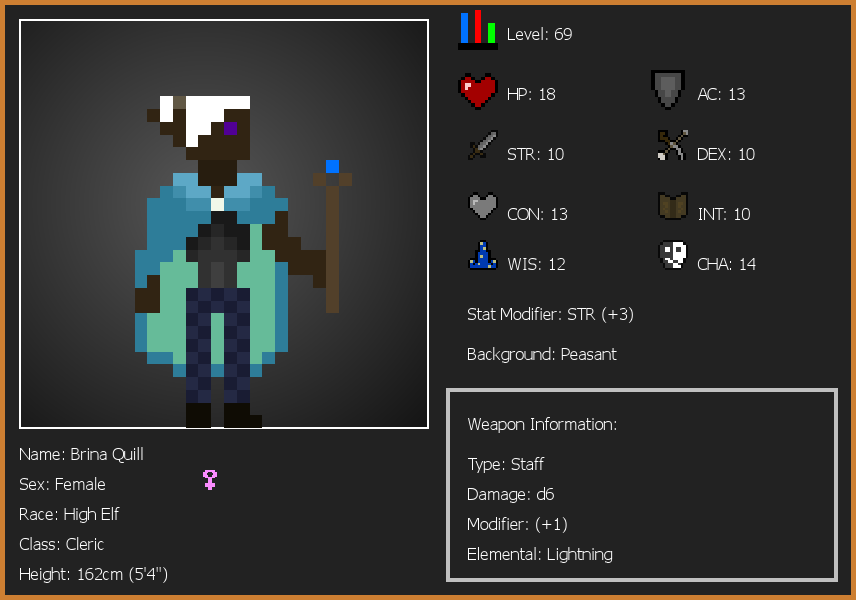 Level: 69
HP: 18
AC: 13
STR: 10
DEX: 10
CON: 13
INT: 10
WIS: 12
CHA: 14
Stat Modifier: STR (+3)
Background: Peasant
Weapon Information:
Type: Staff
Damage: d6
Modifier: (+1)
Elemental: Lightning
Name: Brina Quill
Sex: Female
Race: High Elf
Class: Cleric
Height: 162cm (5'4")